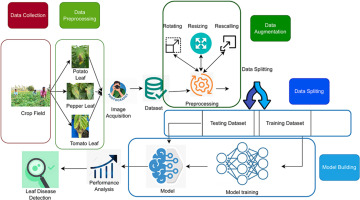 Data Collection
Data
Preprocessing
Rotating
Resizing
Rescalling
Data
Augmentation
Potato
Leaf
Crop Field
Pepper Leaf
Tomato
Leaf
Image
Acquisition
Dataset
Preprocessing
Data Splitting
Data Spliting
Testing Dataset
Training Dataset
Model Building
Leaf Disease
Detection
Performance
Analysis
Model
Model training